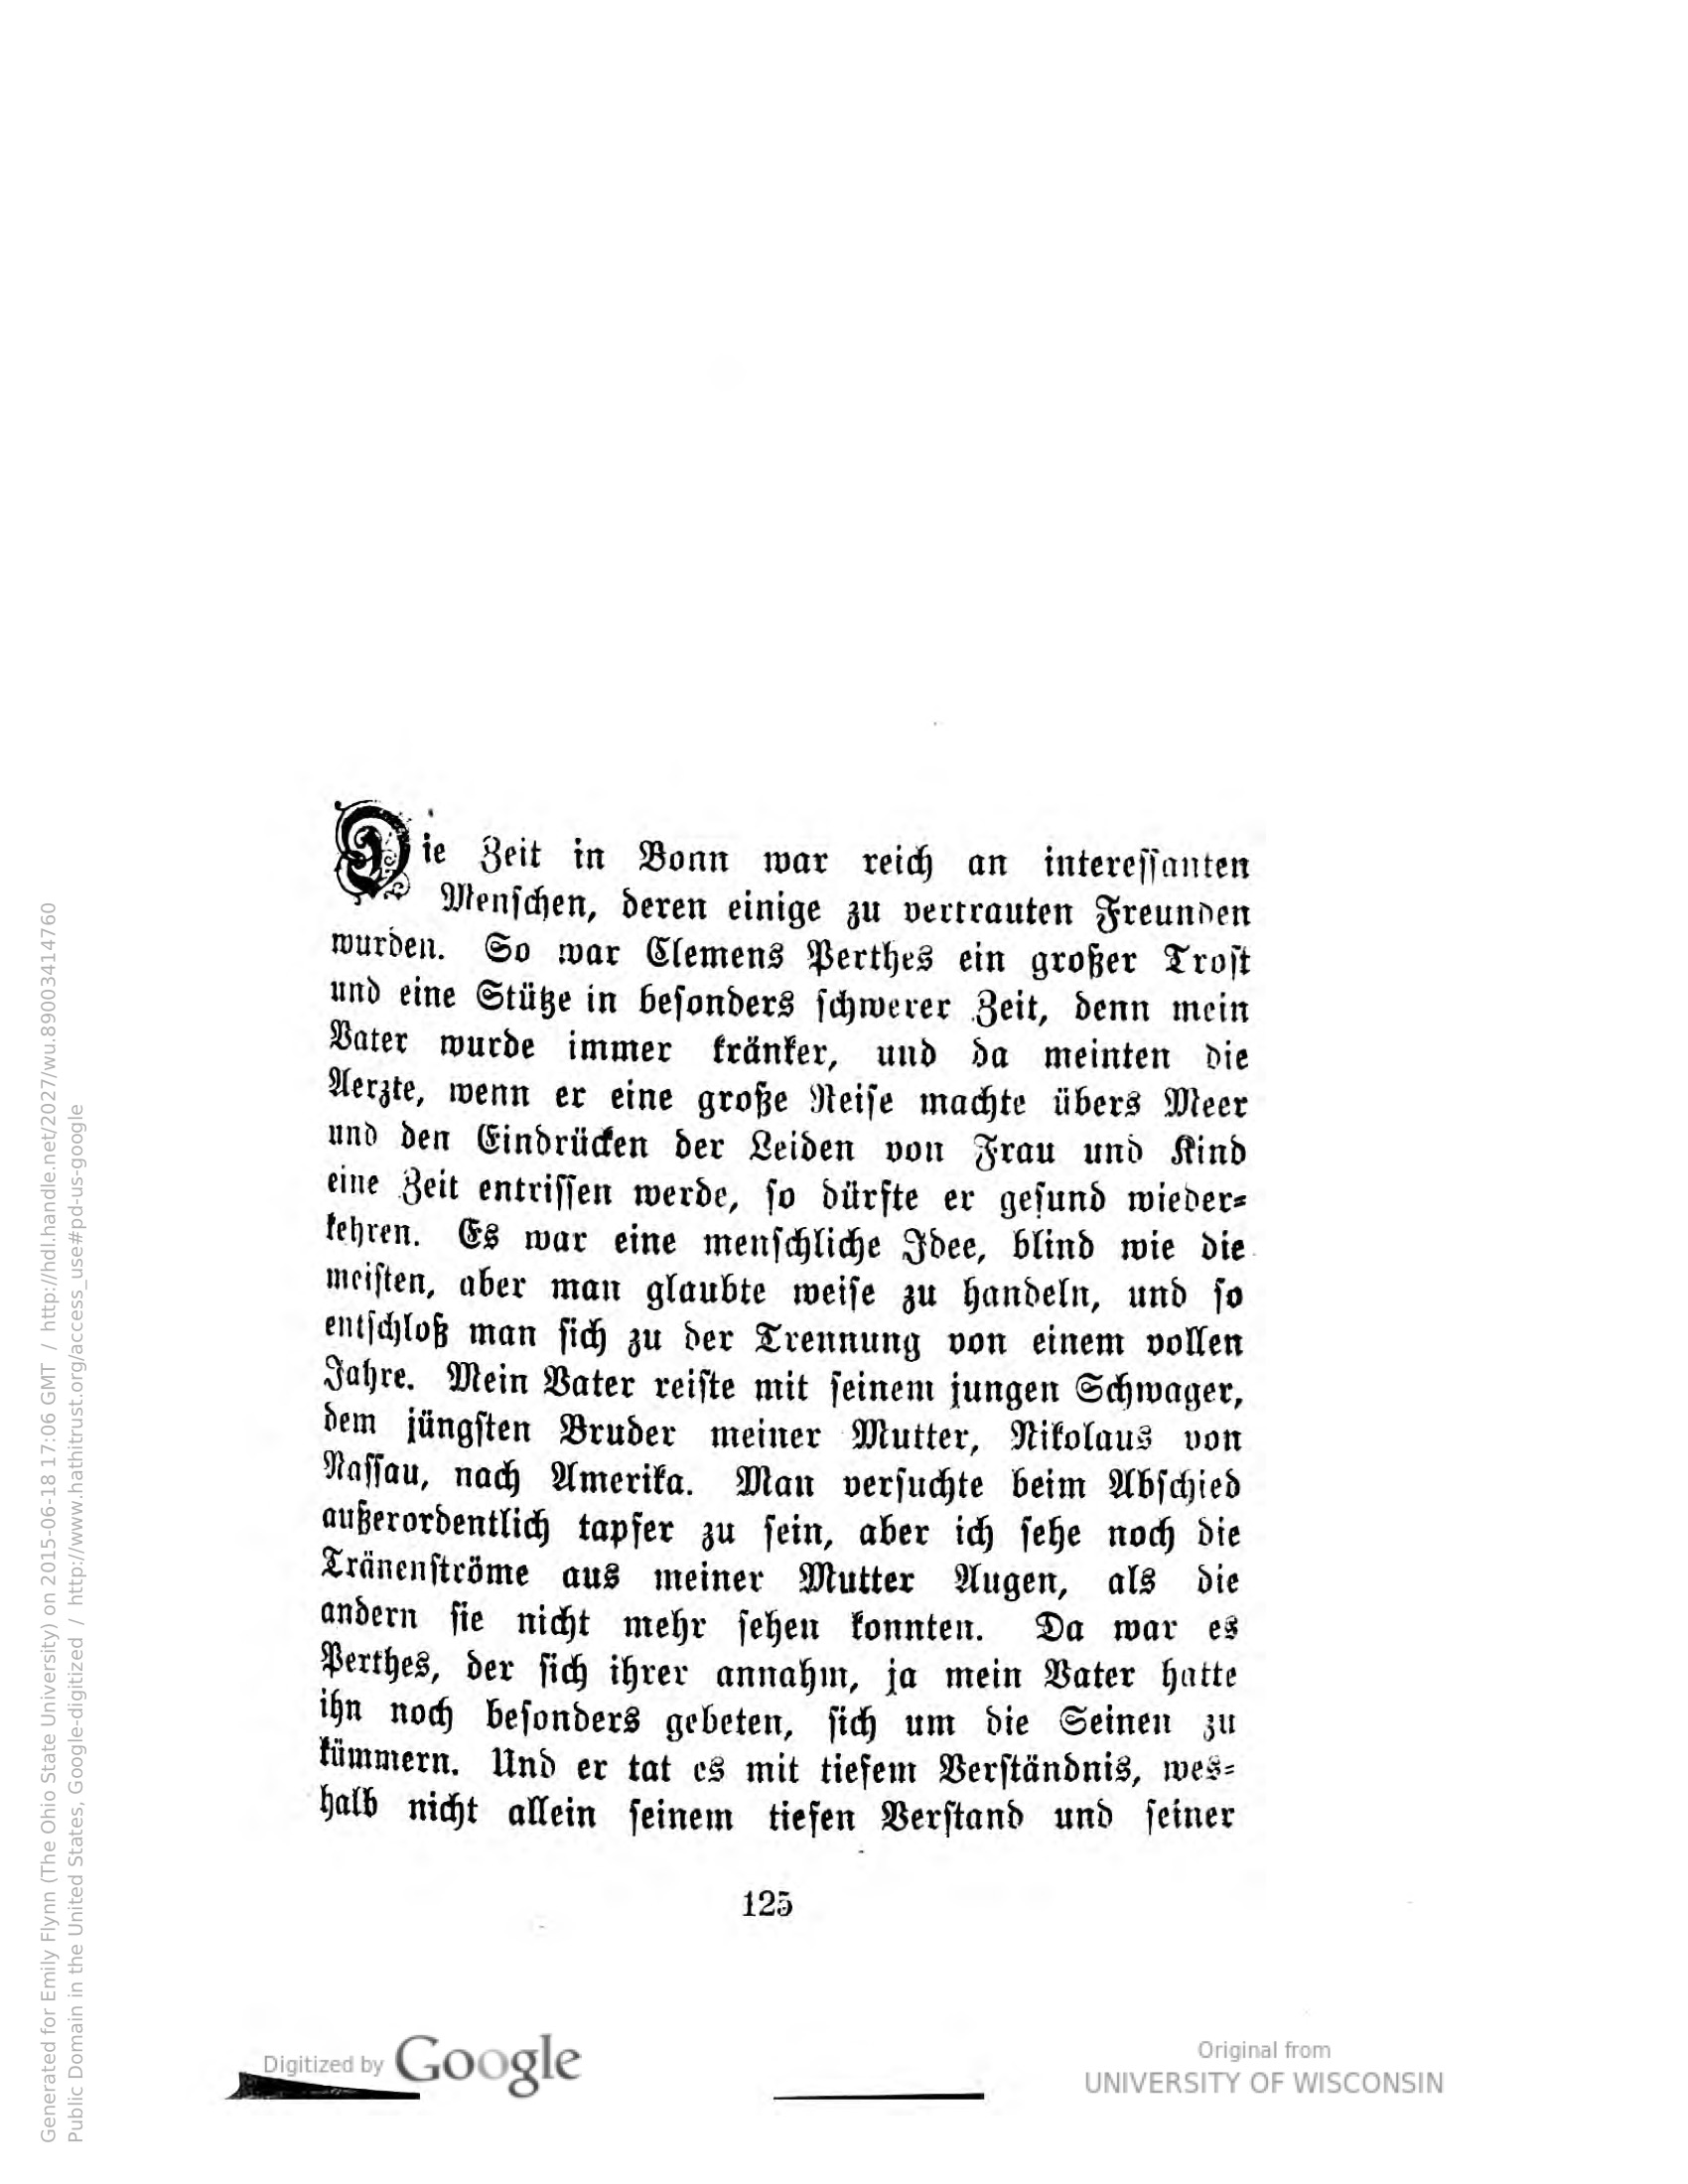 Die Zeit in Bonn war reich an interessanten
Menschen, deren einige zu vertrauten Freunden
wurden. So war Clemens Perthes ein großer Trost
und eine Stütze in besonders schwerer Zeit, denn mein
Vater wurde immer kränker, und da meinten die
Aerzte, wenn er eine große Reise machte übers Meer
und den Eindrücken der Leiden von Frau und Kind
eine Zeit entrissen werde, so dürfte er gesund wieder=
kehren. Es war eine menschliche Idee, blind wie die
meisten, aber man glaubte weise zu handeln, und so
entschloß man sich zu der Trennung von einem vollen
Jahre. Mein Vater reiste mit seinem jungen Schwager,
dem jüngsten Bruder meiner Mutter, Nikolaus von
Nassau, nach Amerika. Man versuchte beim Abschied
außerordentlich tapfer zu sein, aber ich sehe noch die
Tränenströme aus meiner Mutter Augen, als die
andern sie nicht mehr sehen konnten. Da war es
Perthes, der sich ihrer annahm, ja mein Vater hatte
ihn noch besonders gebeten, sich um die Seinen zu
kümmern. Und er tat es mit tiefem Verständnis, wes=
halb nicht allein seinem tiefen Verstand und seiner
125
Digitized by Google
Original from
UNIVERSITY OF WISCONSIN
Generated for Emily Flynn (The Ohio State University) on 2015-06-18 17:06 GMT / http://hdl.handle.net/2027/wu.89003414760
Public Domain in the United States, Google-digitized / http://www.hathitrust.org/access_use#pd-us-google